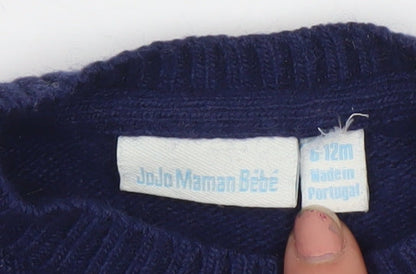 JoJo Maman Bébé
6-12m
Made in
Portugal